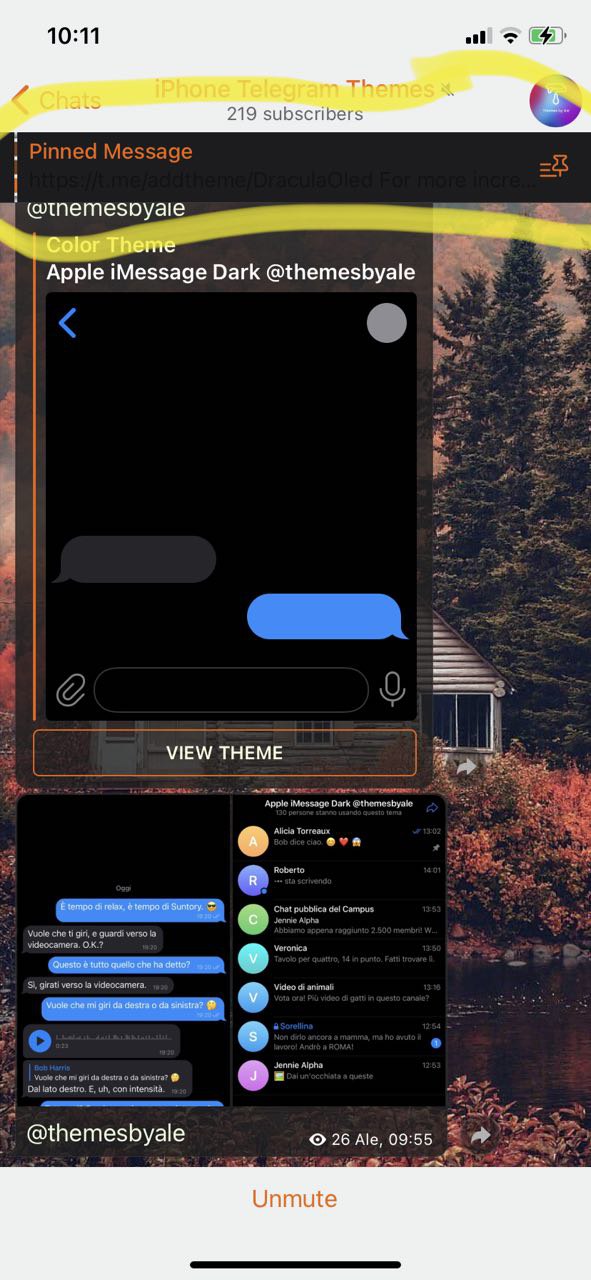 10:11
Chats
iPhone Telegram Themes
219 subscribers
Pinned Message
https://t.me/addtheme/DraculaOled For more incre...
@themesbyale
Color Theme
Apple iMessage Dark @themesbyale
VIEW THEME
Oggi
È tempo di relax, è tempo di Suntory. 😎
19:20
Vuole che ti giri, e guardi verso la
videocamera. O.K.?
19:20
Questo è tutto quello che ha detto?
19:20
Sì, girati verso la videocamera.
19:20
Vuole che mi giri da destra o da sinistra? 🤔
19:20
0:23
19:20
Bob Harris
Vuole che mi giri da destra o da sinistra? 🤔
Dal lato destro. E, uh, con intensità.
19:20
Apple iMessage Dark @themesbyale
130 persone stanno usando questo tema
A
Alicia Torreaux
13:02
Bob dice ciao. 😄 ❤️ 😱
R
Roberto
14:01
sta scrivendo
C
Chat pubblica del Campus
13:53
Jennie Alpha
Abbiamo appena raggiunto 2.500 membri! W...
V
Veronica
13:50
Tavolo per quattro, 14 in punto. Fatti trovare lì.
V
Video di animali
13:16
Vota ora! Più video di gatti in questo canale?
S
Sorellina
12:54
Non dirlo ancora a mamma, ma ho avuto il
lavoro! Andrò a ROMA!
1
J
Jennie Alpha
12:53
Dai un'occhiata a queste
@themesbyale
26 Ale, 09:55
Unmute